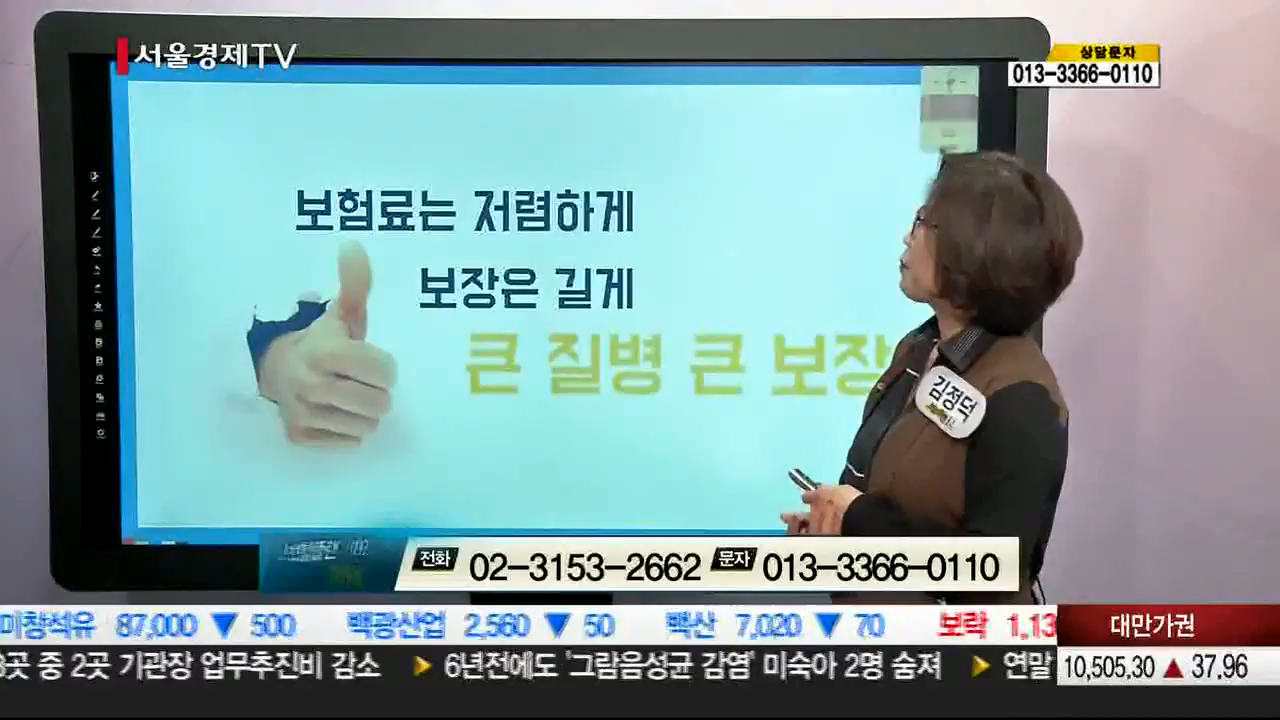 서울경제TV
상담문자
013-3366-0110
보험료는 저렴하게
보장은 길게
큰 질병 큰 보장
김정덕
전화 02-3153-2662 문자 013-3366-0110
미창석유 87,000 ▼ 500 백광산업 2,560 ▼ 50 백산 7,020 ▼ 70 보락 1,13
대만가권
곳 중 2곳 기관장 업무추진비 감소 ▶ 6년전에도 '그람음성균 감염' 미숙아 2명 숨져 ▶ 연말
10,505.30 ▲ 37.96